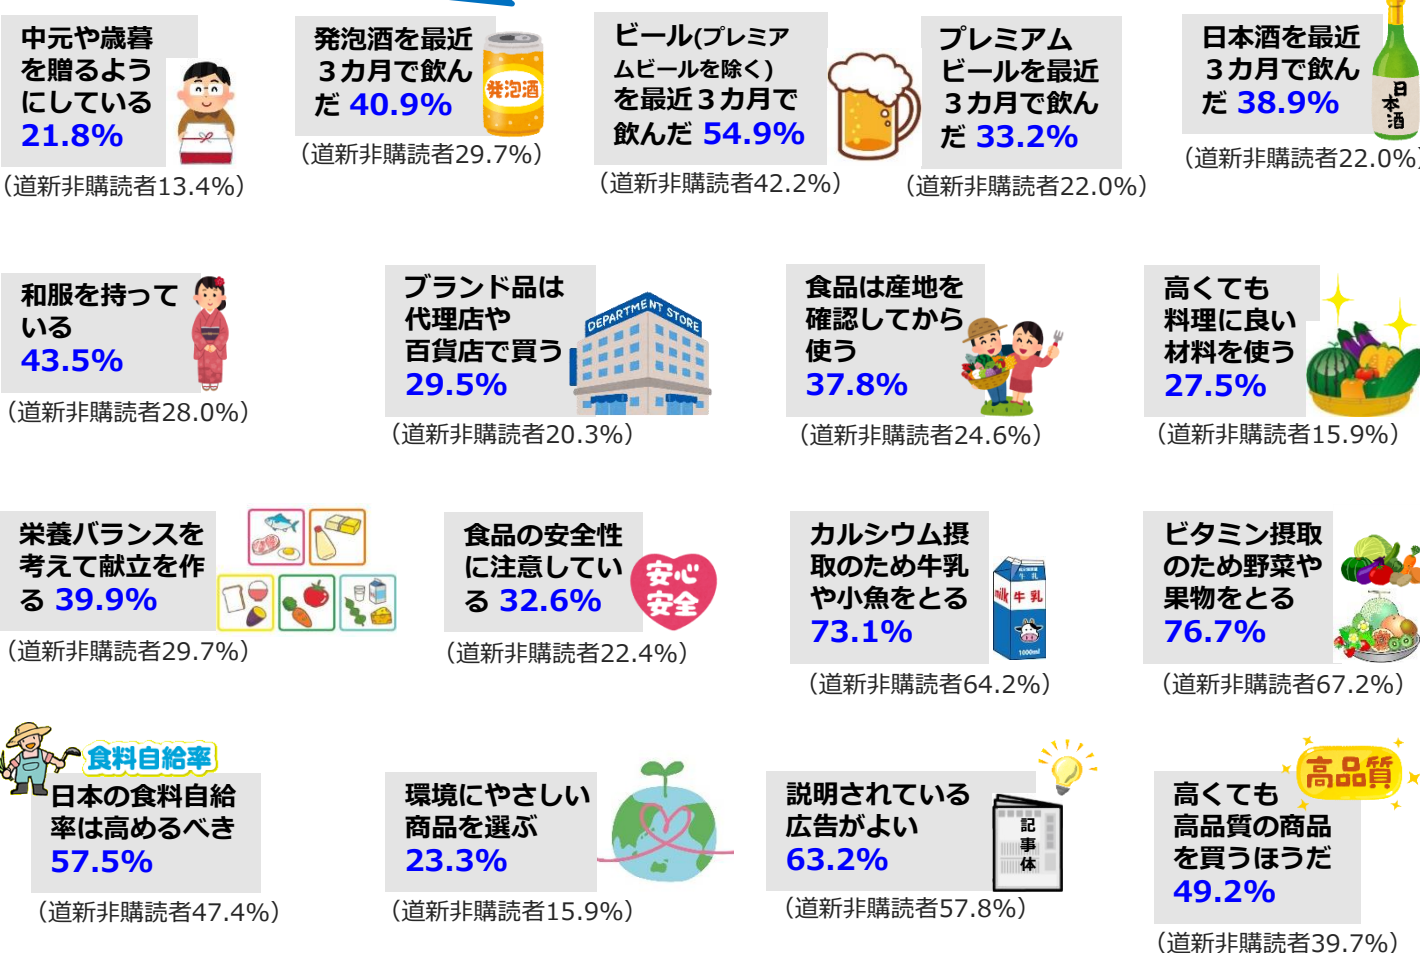 中元や歳暮
を贈るよう
にしている
21.8%
（道新非購読者13.4%）
発泡酒を最近
３カ月で飲ん
だ 40.9%
発泡酒
（道新非購読者29.7%）
ビール(プレミア
ムビールを除く)
を最近３カ月で
飲んだ 54.9%
（道新非購読者42.2%）
プレミアム
ビールを最近
３カ月で飲ん
だ 33.2%
（道新非購読者22.0%）
日本酒を最近
３カ月で飲ん
だ 38.9%
日本酒
（道新非購読者22.0%）
和服を持って
いる
43.5%
（道新非購読者28.0%）
ブランド品は
代理店や
百貨店で買う
29.5%
DEPARTMENT STORE
（道新非購読者20.3%）
食品は産地を
確認してから
使う
37.8%
（道新非購読者24.6%）
高くても
料理に良い
材料を使う
27.5%
（道新非購読者15.9%）
栄養バランスを
考えて献立を作
る 39.9%
（道新非購読者29.7%）
食品の安全性
に注意してい
る 32.6%
安心
安全
（道新非購読者22.4%）
カルシウム摂
取のため牛乳
や小魚をとる
73.1%
牛乳
milk 牛乳
1000ml
（道新非購読者64.2%）
ビタミン摂取
のため野菜や
果物をとる
76.7%
（道新非購読者67.2%）
食料自給率
日本の食料自給
率は高めるべき
57.5%
（道新非購読者47.4%）
環境にやさしい
商品を選ぶ
23.3%
（道新非購読者15.9%）
説明されている
広告がよい
63.2%
記事体
（道新非購読者57.8%）
高品質
高くても
高品質の商品
を買うほうだ
49.2%
（道新非購読者39.7%）